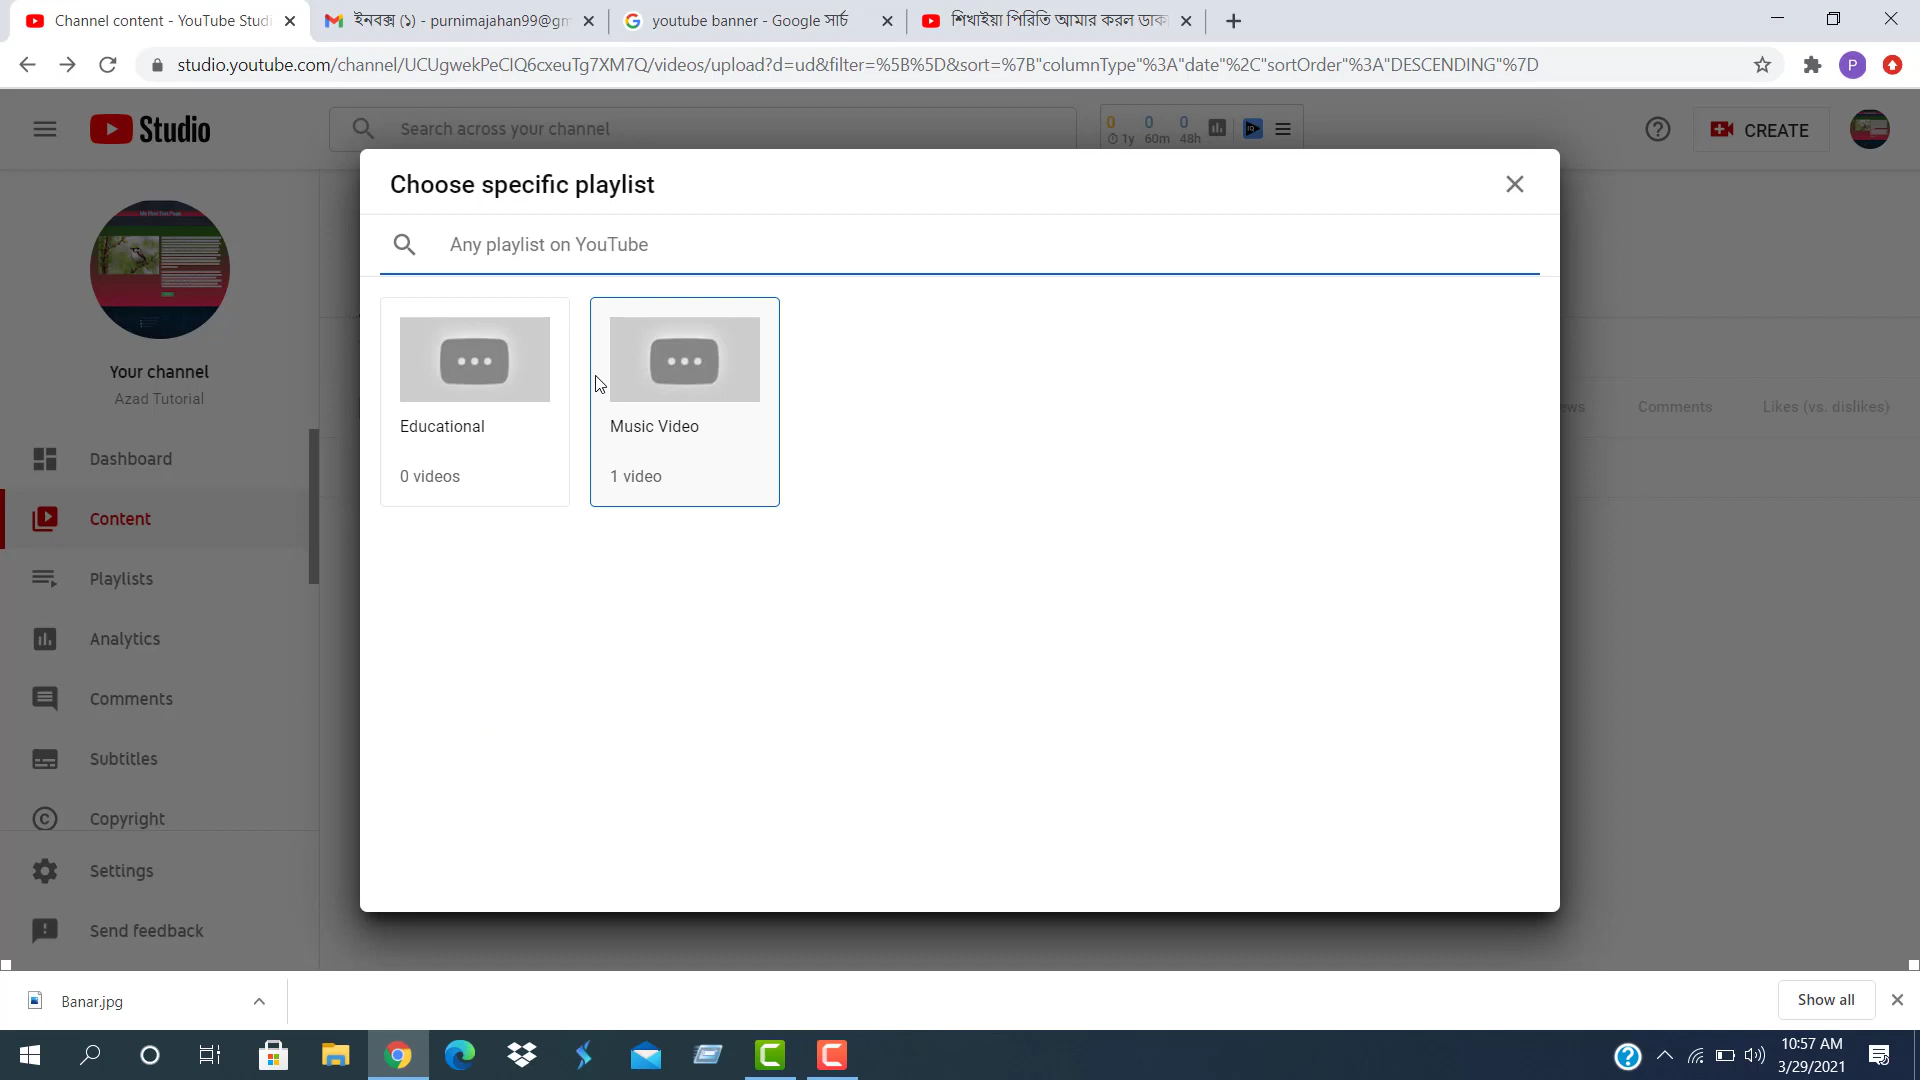 Channel content - YouTube Studi
ইনবক্স (১) - purnimajahan99@gm
youtube banner - Google সার্চ
শিখাইয়া পিরিতি আমার করল ডাকা
studio.youtube.com/channel/UCUgwekPeCIQ6cxeuTg7XM7Q/videos/upload?d=ud&filter=%5B%5D&sort=%7B"columnType"%3A"date"%2C"sortOrder"%3A"DESCENDING"%7D
P
Studio
Search across your channel
0 0 0
1y 60m 48h
CREATE
Choose specific playlist
Any playlist on YouTube
Educational
0 videos
Music Video
1 video
Your channel
Azad Tutorial
Comments
Likes (vs. dislikes)
Dashboard
Content
Playlists
Analytics
Comments
Subtitles
Copyright
Settings
Send feedback
Banar.jpg
Show all
10:57 AM
3/29/2021